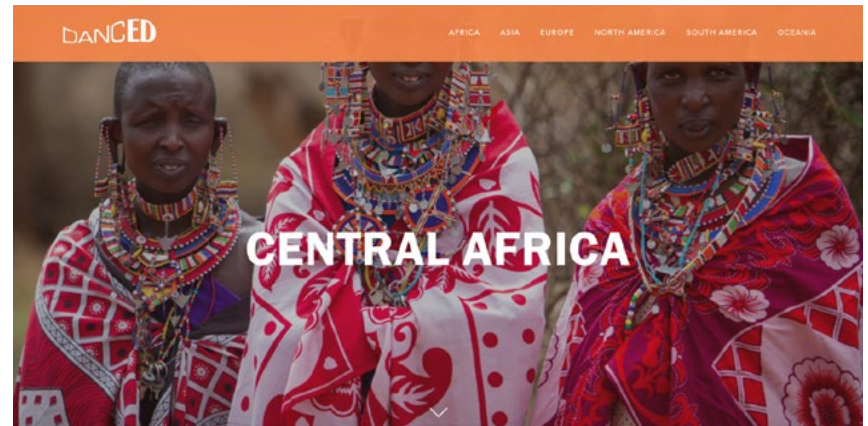 DANCED
AFRICA ASIA EUROPE NORTH AMERICA SOUTH AMERICA OCEANIA
CENTRAL AFRICA